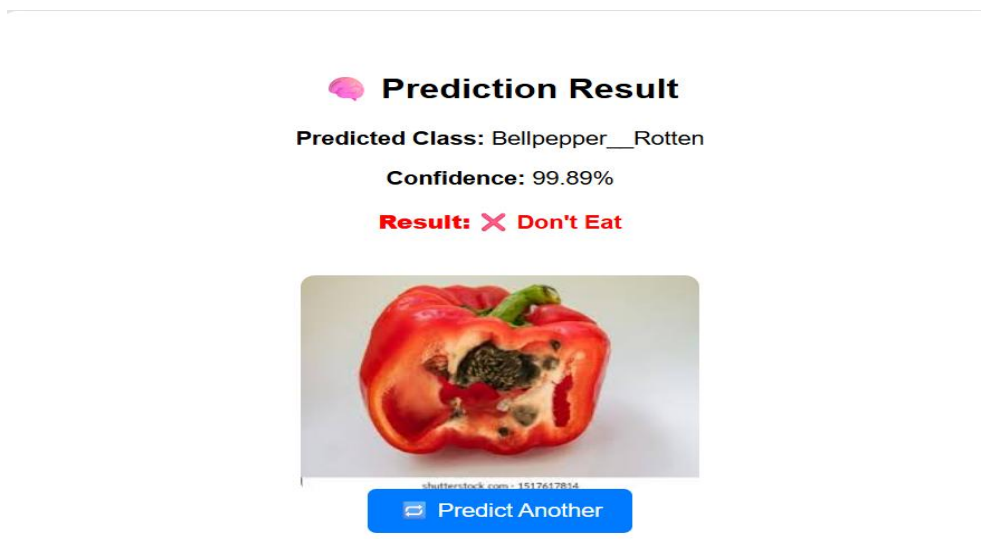 🧠 Prediction Result
Predicted Class: Bellpepper__Rotten
Confidence: 99.89%
Result: ❌ Don't Eat
shutterstock.com · 1517617814
🔁 Predict Another